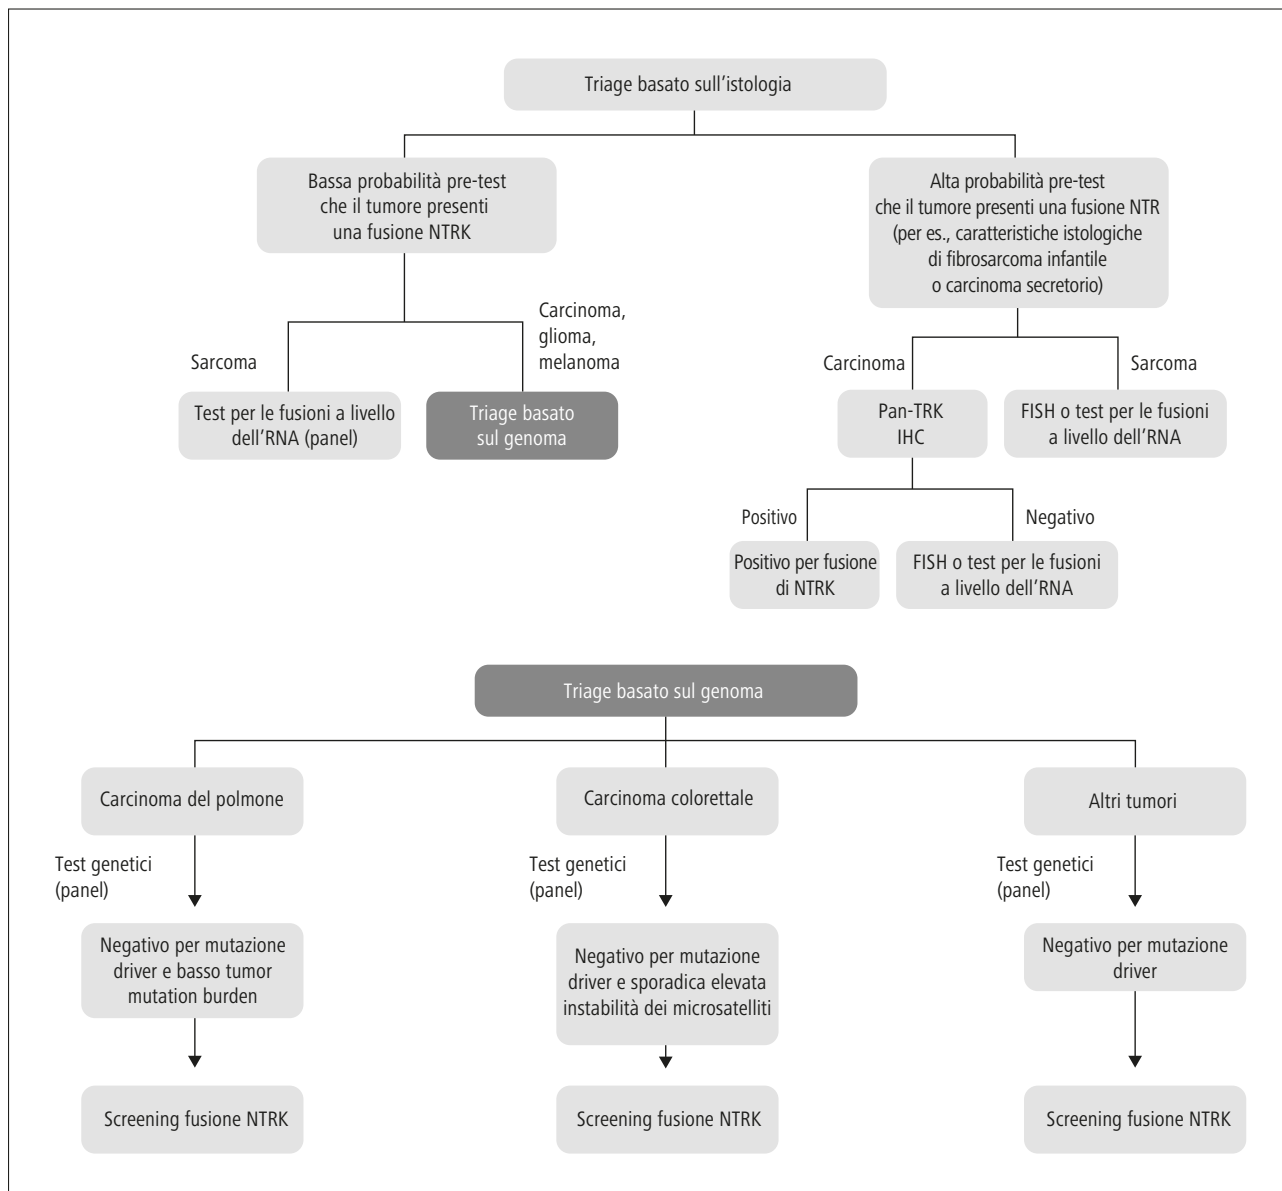 Triage basato sull'istologia
Bassa probabilità pre-test
che il tumore presenti
una fusione NTRK
Alta probabilità pre-test
che il tumore presenti una fusione NTR
(per es., caratteristiche istologiche
di fibrosarcoma infantile
o carcinoma secretorio)
Sarcoma
Carcinoma,
glioma,
melanoma
Carcinoma
Sarcoma
Test per le fusioni a livello
dell'RNA (panel)
Triage basato
sul genoma
Pan-TRK
IHC
FISH o test per le fusioni
a livello dell'RNA
Positivo
Negativo
Positivo per fusione
di NTRK
FISH o test per le fusioni
a livello dell'RNA
Triage basato sul genoma
Carcinoma del polmone
Carcinoma colorettale
Altri tumori
Test genetici
(panel)
Test genetici
(panel)
Test genetici
(panel)
Negativo per mutazione
driver e basso tumor
mutation burden
Negativo per mutazione
driver e sporadica elevata
instabilità dei microsatelliti
Negativo per mutazione
driver
Screening fusione NTRK
Screening fusione NTRK
Screening fusione NTRK